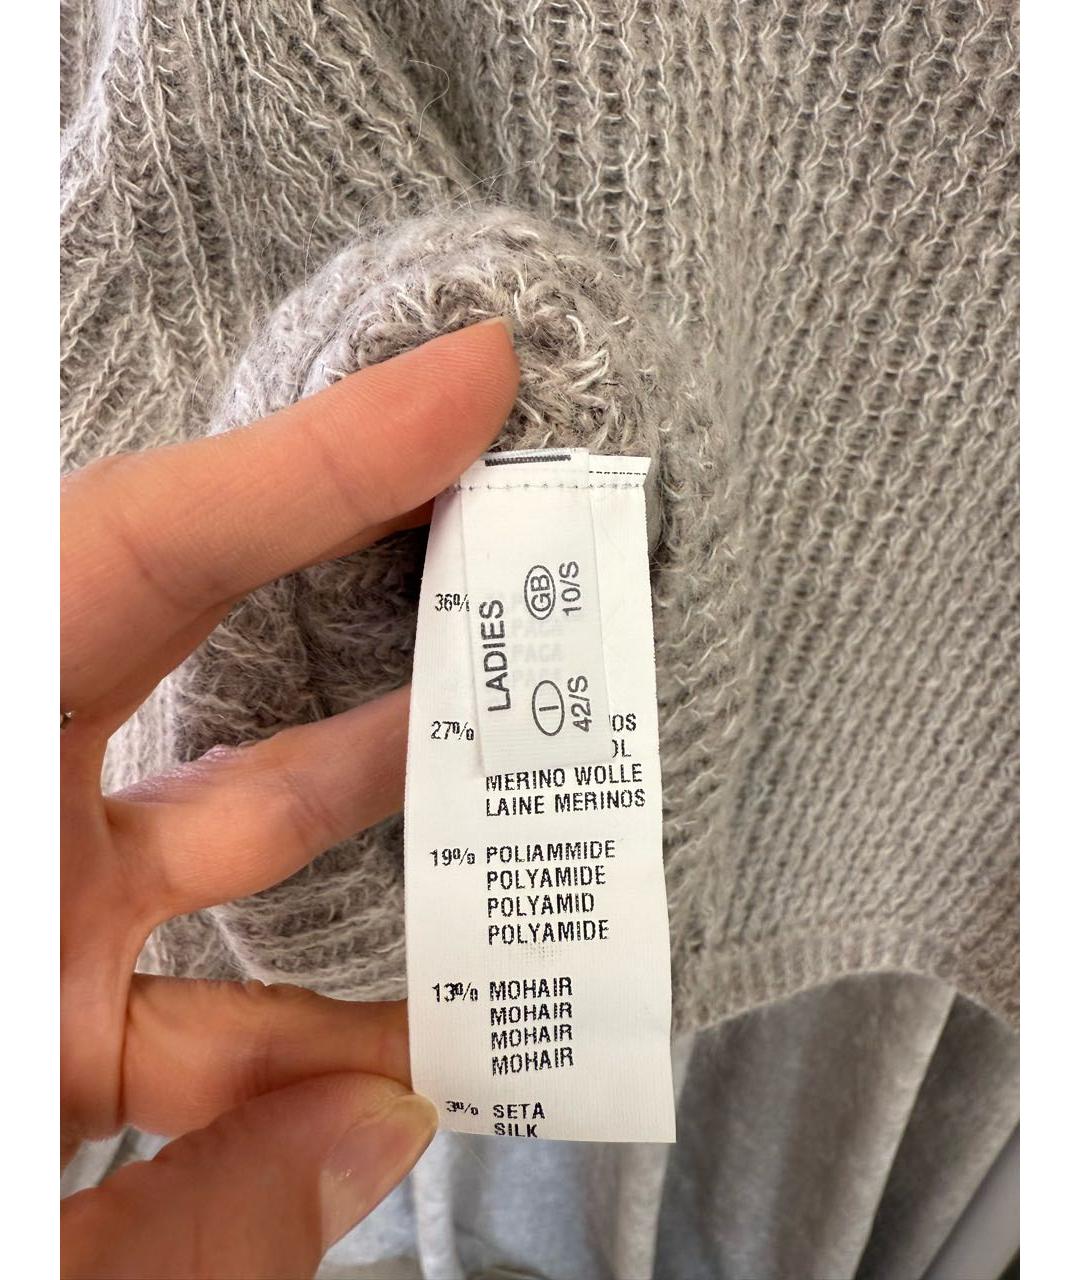 LADIES
GB
10/S
I
42/S
36%
27%
MERINO WOLLE
LAINE MERINOS
19% POLIAMMIDE
POLYAMIDE
POLYAMID
POLYAMIDE
13% MOHAIR
MOHAIR
MOHAIR
MOHAIR
3% SETA
SILK